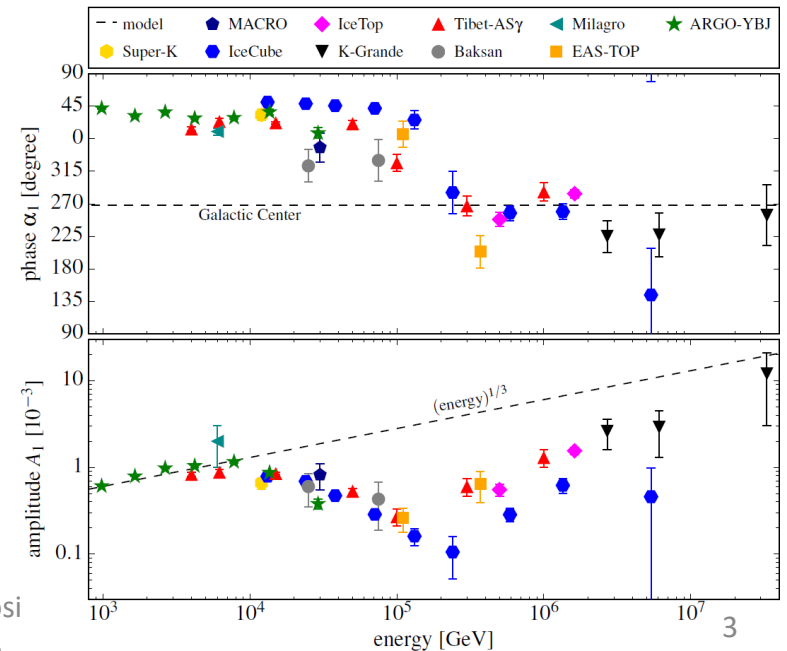 model MACRO IceTop Tibet-ASγ Milagro ARGO-YBJ
Super-K IceCube K-Grande Baksan EAS-TOP
90
45
0
315
270
225
180
135
90
phase α₁ [degree]
Galactic Center
10
1
0.1
amplitude A₁ [10⁻³]
(energy)¹ᐟ³
10³ 10⁴ 10⁵ 10⁶ 10⁷
energy [GeV]
osi
3